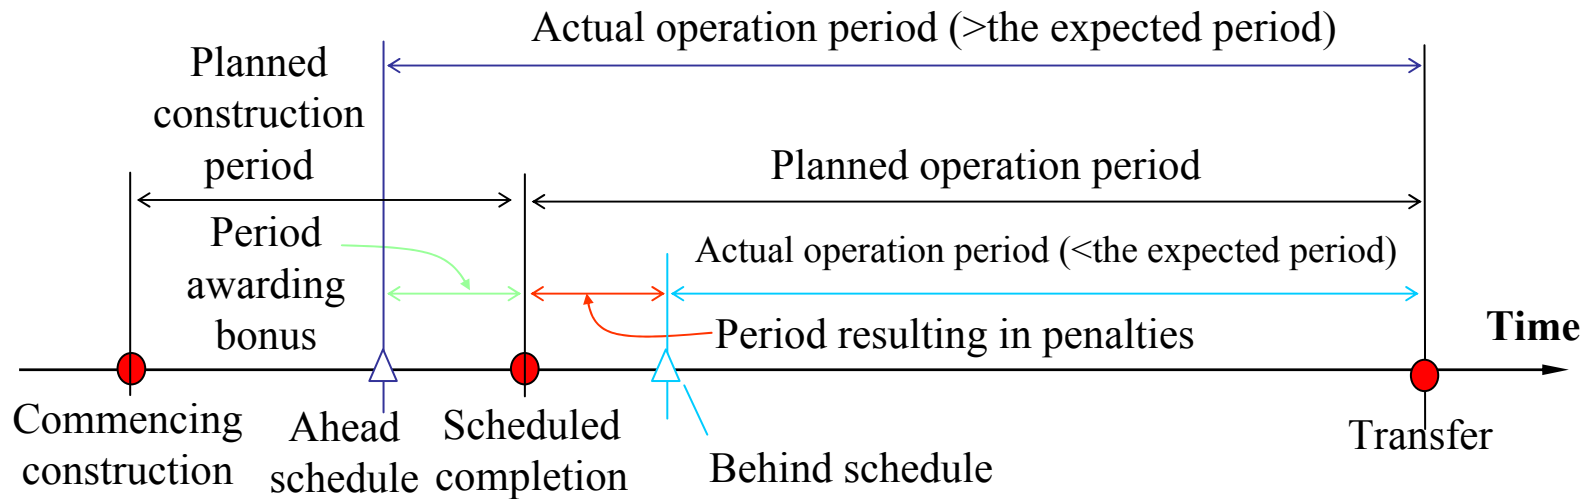 Actual operation period (>the expected period)
Planned
construction
period
Planned operation period
Period
awarding
bonus
Actual operation period (<the expected period)
Period resulting in penalties
Time
Commencing
construction
Ahead
schedule
Scheduled
completion
Behind schedule
Transfer